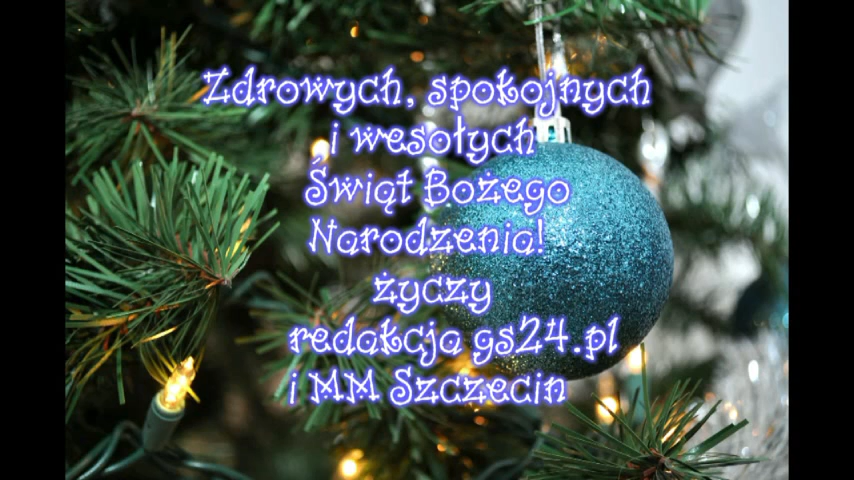 Zdrowych, spokojnych
i wesołych
Świąt Bożego
Narodzenia!
życzy
redakcja gs24.pl
i MM Szczecin